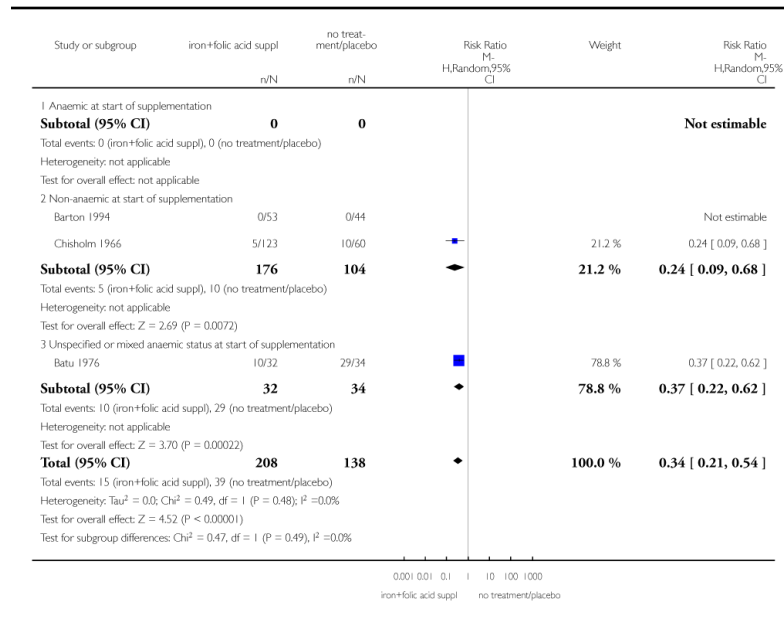 Study or subgroup iron+folic acid suppl no treat-ment/placebo Risk Ratio M-H,Random,95% CI Weight Risk Ratio M-H,Random,95% CI
n/N n/N
1 Anaemic at start of supplementation
Subtotal (95% CI) 0 0 Not estimable
Total events: 0 (iron+folic acid suppl), 0 (no treatment/placebo)
Heterogeneity: not applicable
Test for overall effect: not applicable
2 Non-anaemic at start of supplementation
Barton 1994 0/53 0/44 Not estimable
Chisholm 1966 5/123 10/60 21.2 % 0.24 [ 0.09, 0.68 ]
Subtotal (95% CI) 176 104 21.2 % 0.24 [ 0.09, 0.68 ]
Total events: 5 (iron+folic acid suppl), 10 (no treatment/placebo)
Heterogeneity: not applicable
Test for overall effect: Z = 2.69 (P = 0.0072)
3 Unspecified or mixed anaemic status at start of supplementation
Batu 1976 10/32 29/34 78.8 % 0.37 [ 0.22, 0.62 ]
Subtotal (95% CI) 32 34 78.8 % 0.37 [ 0.22, 0.62 ]
Total events: 10 (iron+folic acid suppl), 29 (no treatment/placebo)
Heterogeneity: not applicable
Test for overall effect: Z = 3.70 (P = 0.00022)
Total (95% CI) 208 138 100.0 % 0.34 [ 0.21, 0.54 ]
Total events: 15 (iron+folic acid suppl), 39 (no treatment/placebo)
Heterogeneity: Tau² = 0.0; Chi² = 0.49, df = 1 (P = 0.48); I² =0.0%
Test for overall effect: Z = 4.52 (P < 0.00001)
Test for subgroup differences: Chi² = 0.47, df = 1 (P = 0.49), I² =0.0%
0.001 0.01 0.1 1 10 100 1000
iron+folic acid suppl no treatment/placebo